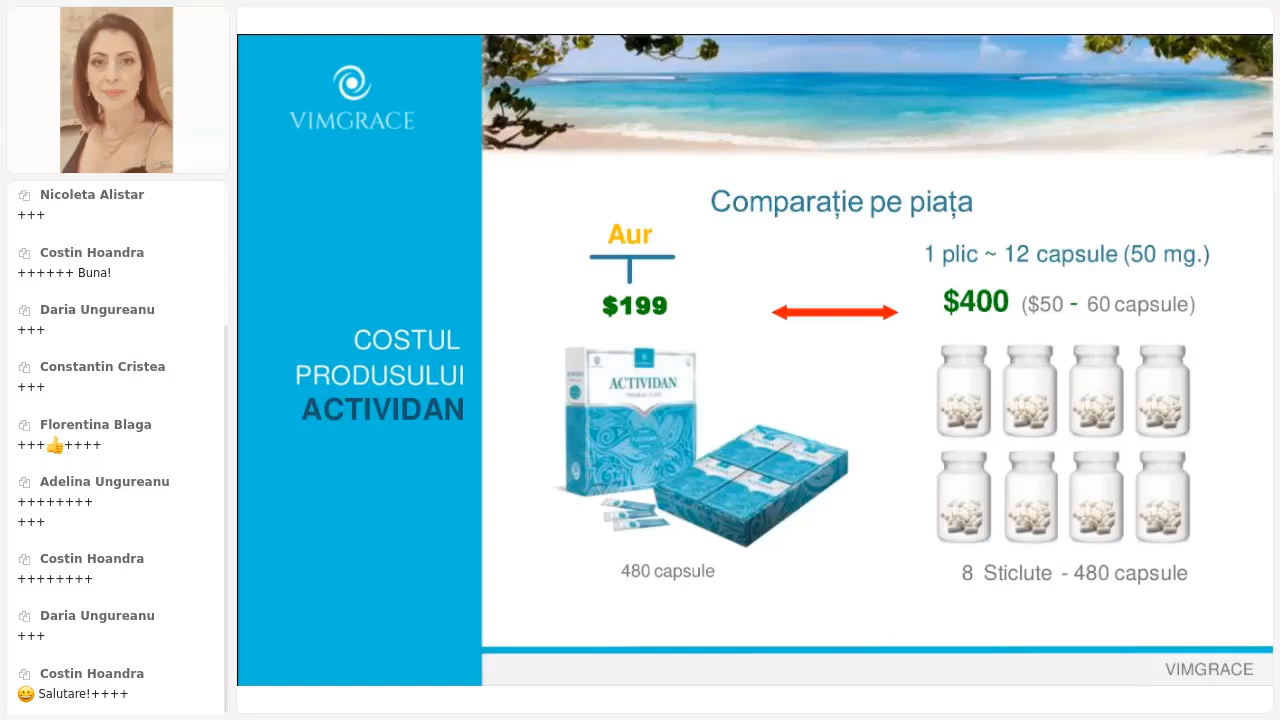 Nicoleta Alistar
+++
Costin Hoandra
++++++ Buna!
Daria Ungureanu
+++
Constantin Cristea
+++
Florentina Blaga
+++👍++++
Adelina Ungureanu
++++++++
+++
Costin Hoandra
++++++++
Daria Ungureanu
+++
Costin Hoandra
😀 Salutare!++++
VIMGRACE
COSTUL
PRODUSULUI
ACTIVIDAN
Comparație pe piața
Aur
$199
1 plic ~ 12 capsule (50 mg.)
$400 ($50 - 60 capsule)
ACTIVIDAN
480 capsule
8 Sticlute - 480 capsule
VIMGRACE